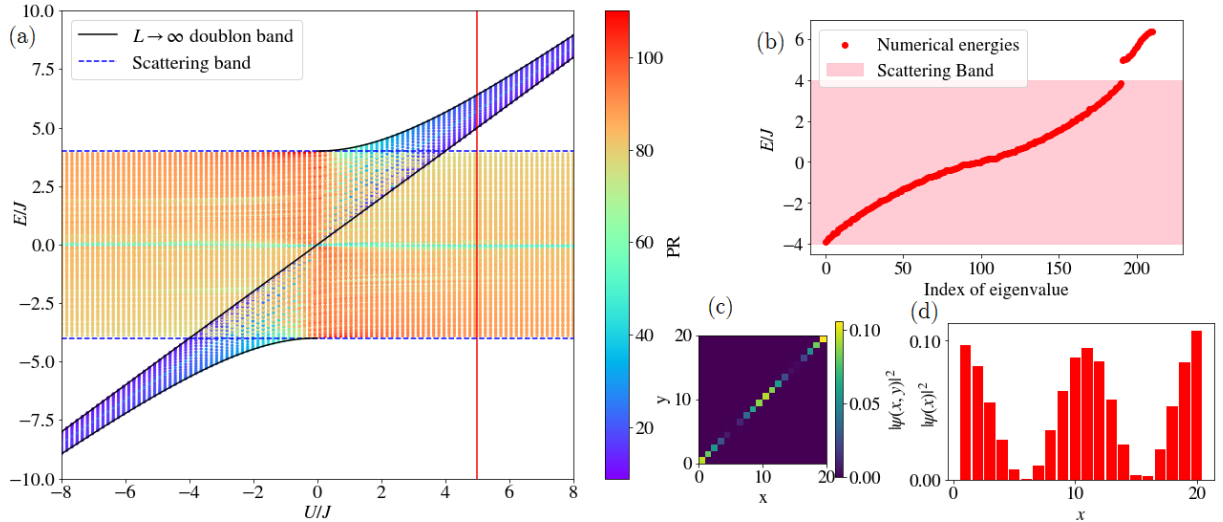 (a)
10.0
7.5
5.0
2.5
0.0
−2.5
−5.0
−7.5
−10.0
E/J
L → ∞ doublon band
Scattering band
−8
−6
−4
−2
0
2
4
6
8
U/J
100
80
60
40
20
PR
(b)
6
4
2
0
−2
−4
E/J
Numerical energies
Scattering Band
0
50
100
150
200
Index of eigenvalue
(c)
20
10
0
y
0
10
20
x
0.10
0.05
0.00
|ψ(x, y)|²
(d)
|ψ(x)|²
0.10
0.00
0
10
20
x